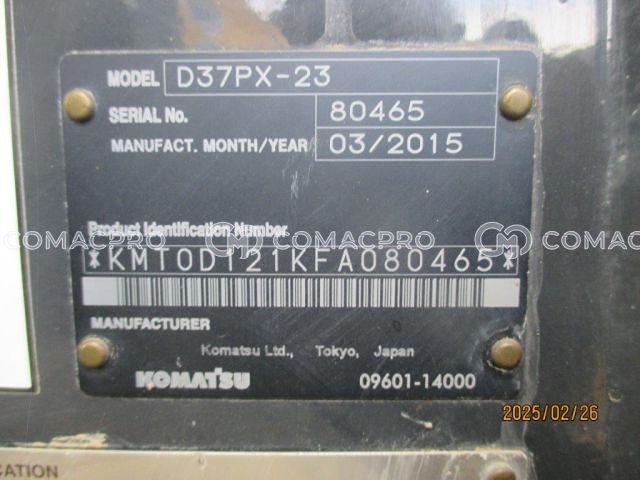 MODEL D37PX-23
SERIAL No. 80465
MANUFACT. MONTH/YEAR 03/2015
Product Identification Number
COMACPRO COMACPRO COMACPRO
*KMT0D121KFA080465*
MANUFACTURER
Komatsu Ltd., Tokyo, Japan
KOMATSU 09601-14000
2025/02/26
CATION